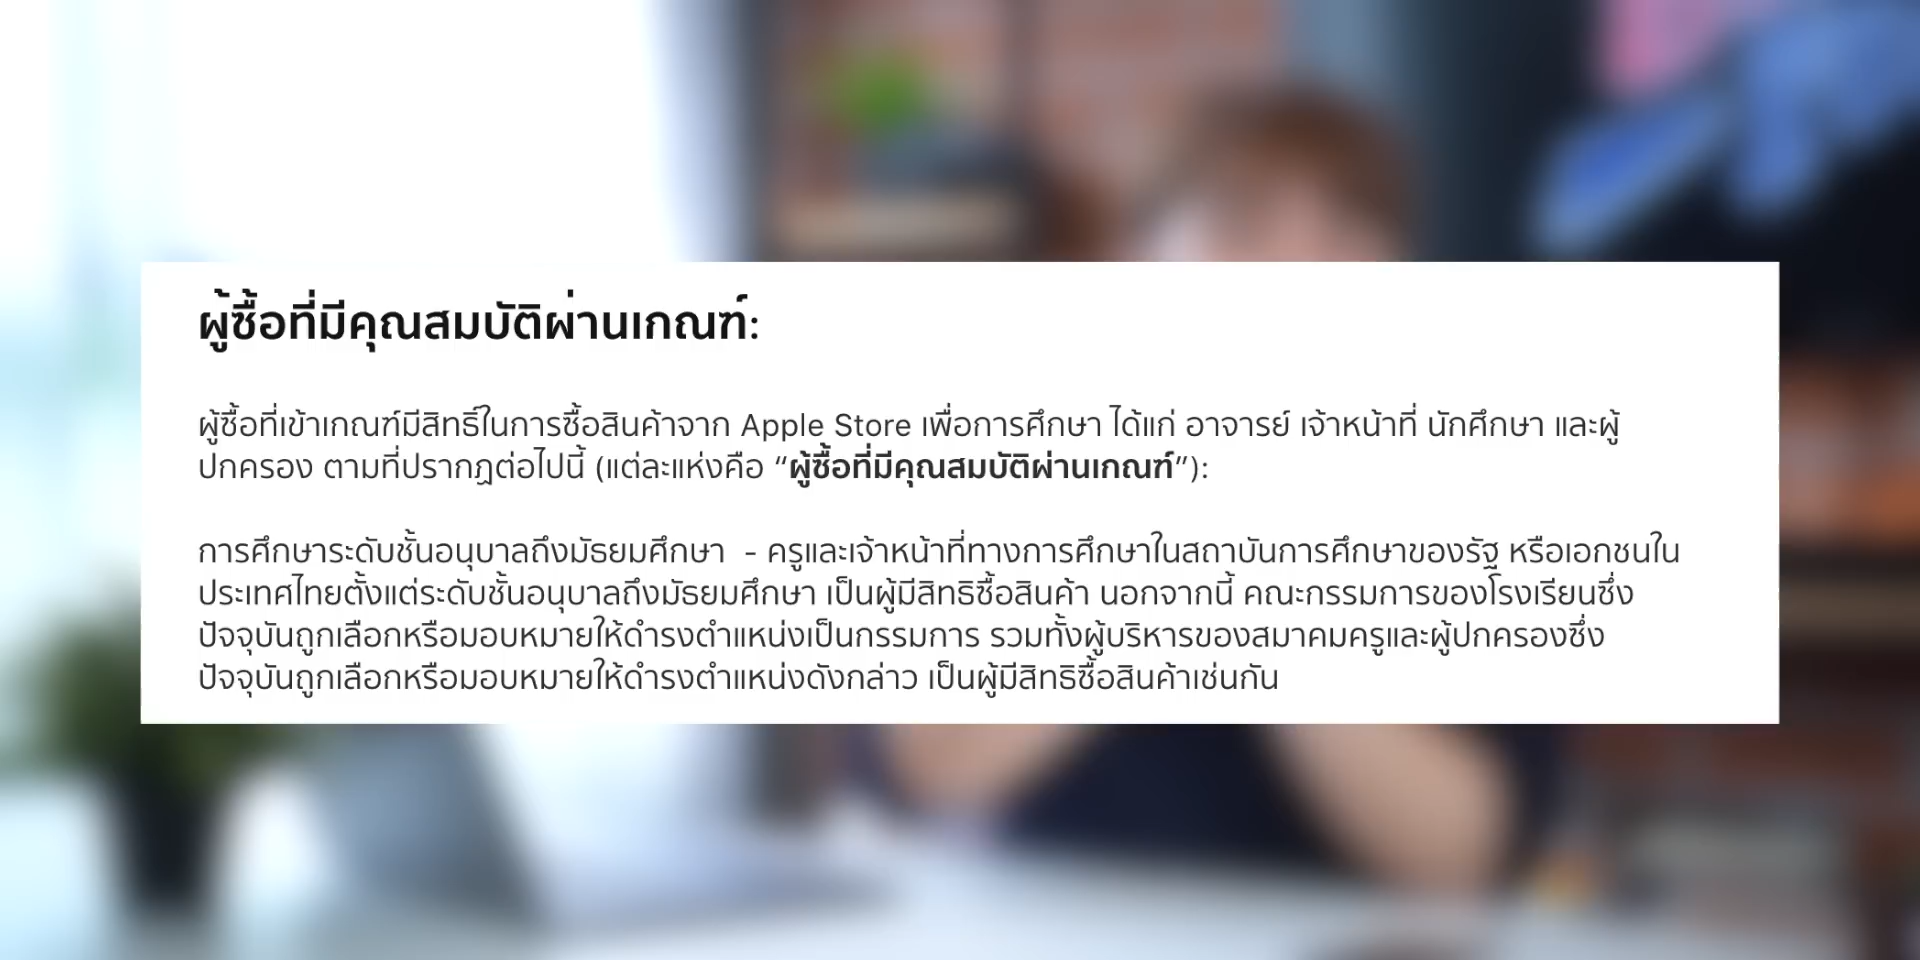 ผู้ซื้อที่มีคุณสมบัติผ่านเกณฑ์:
ผู้ซื้อที่เข้าเกณฑ์มีสิทธิ์ในการซื้อสินค้าจาก Apple Store เพื่อการศึกษา ได้แก่ อาจารย์ เจ้าหน้าที่ นักศึกษา และผู้
ปกครอง ตามที่ปรากฏต่อไปนี้ (แต่ละแห่งคือ “ผู้ซื้อที่มีคุณสมบัติผ่านเกณฑ์”):
การศึกษาระดับชั้นอนุบาลถึงมัธยมศึกษา - ครูและเจ้าหน้าที่ทางการศึกษาในสถาบันการศึกษาของรัฐ หรือเอกชนใน
ประเทศไทยตั้งแต่ระดับชั้นอนุบาลถึงมัธยมศึกษา เป็นผู้มีสิทธิซื้อสินค้า นอกจากนี้ คณะกรรมการของโรงเรียนซึ่ง
ปัจจุบันถูกเลือกหรือมอบหมายให้ดำรงตำแหน่งเป็นกรรมการ รวมทั้งผู้บริหารของสมาคมครูและผู้ปกครองซึ่ง
ปัจจุบันถูกเลือกหรือมอบหมายให้ดำรงตำแหน่งดังกล่าว เป็นผู้มีสิทธิซื้อสินค้าเช่นกัน